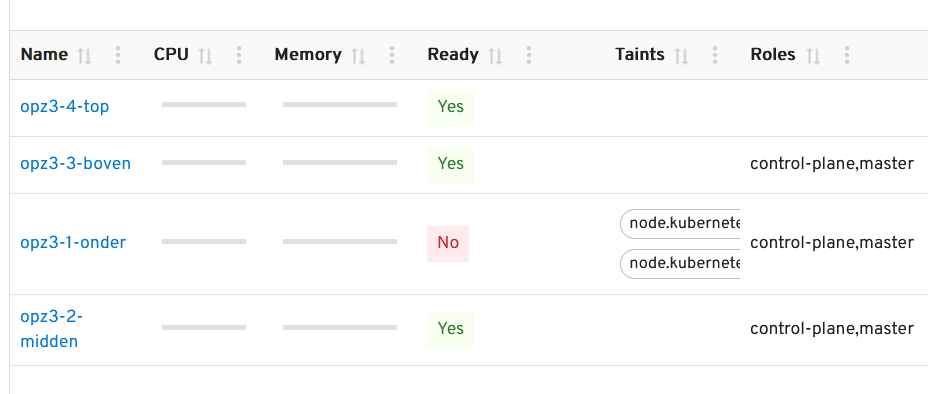 Name CPU Memory Ready Taints Roles
opz3-4-top Yes
opz3-3-boven Yes control-plane,master
node.kubernete
opz3-1-onder No control-plane,master
node.kubernete
opz3-2-
midden Yes control-plane,master